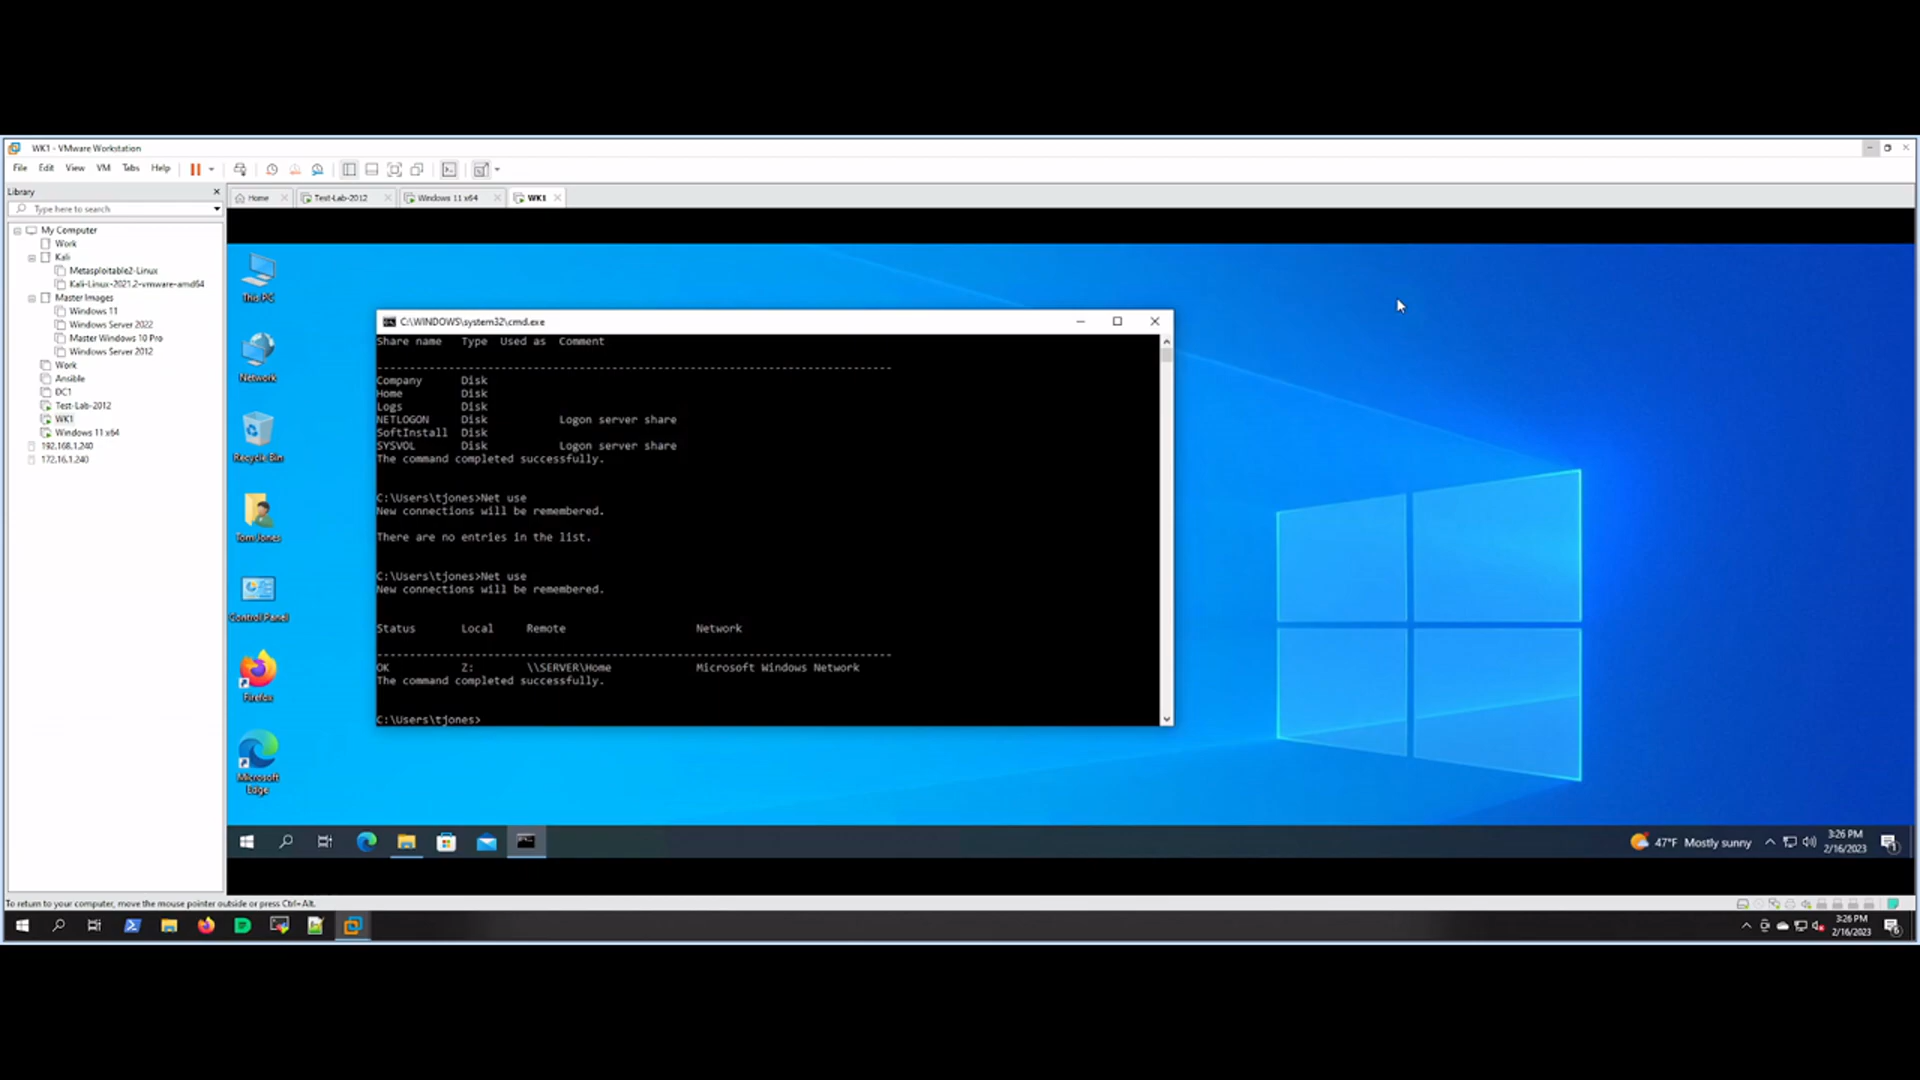 WK1 - VMware Workstation
File Edit View VM Tabs Help
Library
Type here to search
Home Test-Lab-2012 Windows 11 x64 WK1
My Computer
Work
Kali
Metasploitable2-Linux
Kali-Linux-2021.2-vmware-amd64
Master Images
Windows 11
Windows Server 2022
Master Windows 10 Pro
Windows Server 2012
Work
Ansible
DC1
Test-Lab-2012
WK1
Windows 11 x64
192.168.1.240
172.16.1.240
This PC
Network
Recycle Bin
Tom Jones
Control Panel
Firefox
Microsoft
Edge
C:\WINDOWS\system32\cmd.exe
Share name Type Used as Comment
-------------------------------------------------------------------------------
Company Disk
Home Disk
Logs Disk
NETLOGON Disk Logon server share
SoftInstall Disk
SYSVOL Disk Logon server share
The command completed successfully.
C:\Users\tjones>Net use
New connections will be remembered.
There are no entries in the list.
C:\Users\tjones>Net use
New connections will be remembered.
Status Local Remote Network
-------------------------------------------------------------------------------
OK Z: \\SERVER\Home Microsoft Windows Network
The command completed successfully.
C:\Users\tjones>
47°F Mostly sunny
3:26 PM
2/16/2023
1
To return to your computer, move the mouse pointer outside or press Ctrl+Alt.
3:26 PM
2/16/2023
6